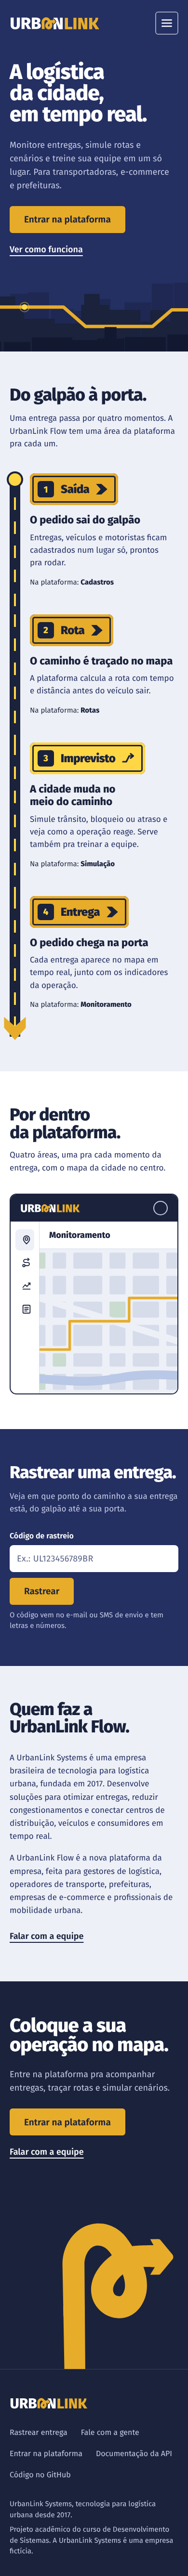 URBANLINK
A logística
da cidade,
em tempo real.
Monitore entregas, simule rotas e
cenários e treine sua equipe em um só
lugar. Para transportadoras, e-commerce
e prefeituras.
Entrar na plataforma
Ver como funciona
Do galpão à porta.
Uma entrega passa por quatro momentos. A
UrbanLink Flow tem uma área da plataforma
pra cada um.
1 Saída
O pedido sai do galpão
Entregas, veículos e motoristas ficam
cadastrados num lugar só, prontos
pra rodar.
Na plataforma: Cadastros
2 Rota
O caminho é traçado no mapa
A plataforma calcula a rota com tempo
e distância antes do veículo sair.
Na plataforma: Rotas
3 Imprevisto
A cidade muda no
meio do caminho
Simule trânsito, bloqueio ou atraso e
veja como a operação reage. Serve
também pra treinar a equipe.
Na plataforma: Simulação
4 Entrega
O pedido chega na porta
Cada entrega aparece no mapa em
tempo real, junto com os indicadores
da operação.
Na plataforma: Monitoramento
Por dentro
da plataforma.
Quatro áreas, uma pra cada momento da
entrega, com o mapa da cidade no centro.
URBANLINK
Monitoramento
Rastrear uma entrega.
Veja em que ponto do caminho a sua entrega
está, do galpão até a sua porta.
Código de rastreio
Ex.: UL123456789BR
Rastrear
O código vem no e-mail ou SMS de envio e tem
letras e números.
Quem faz a
UrbanLink Flow.
A UrbanLink Systems é uma empresa
brasileira de tecnologia para logística
urbana, fundada em 2017. Desenvolve
soluções para otimizar entregas, reduzir
congestionamentos e conectar centros de
distribuição, veículos e consumidores em
tempo real.
A UrbanLink Flow é a nova plataforma da
empresa, feita para gestores de logística,
operadores de transporte, prefeituras,
empresas de e-commerce e profissionais de
mobilidade urbana.
Falar com a equipe
Coloque a sua
operação no mapa.
Entre na plataforma pra acompanhar
entregas, traçar rotas e simular cenários.
Entrar na plataforma
Falar com a equipe
URBANLINK
Rastrear entrega Fale com a gente
Entrar na plataforma Documentação da API
Código no GitHub
UrbanLink Systems, tecnologia para logística
urbana desde 2017.
Projeto acadêmico do curso de Desenvolvimento
de Sistemas. A UrbanLink Systems é uma empresa
fictícia.